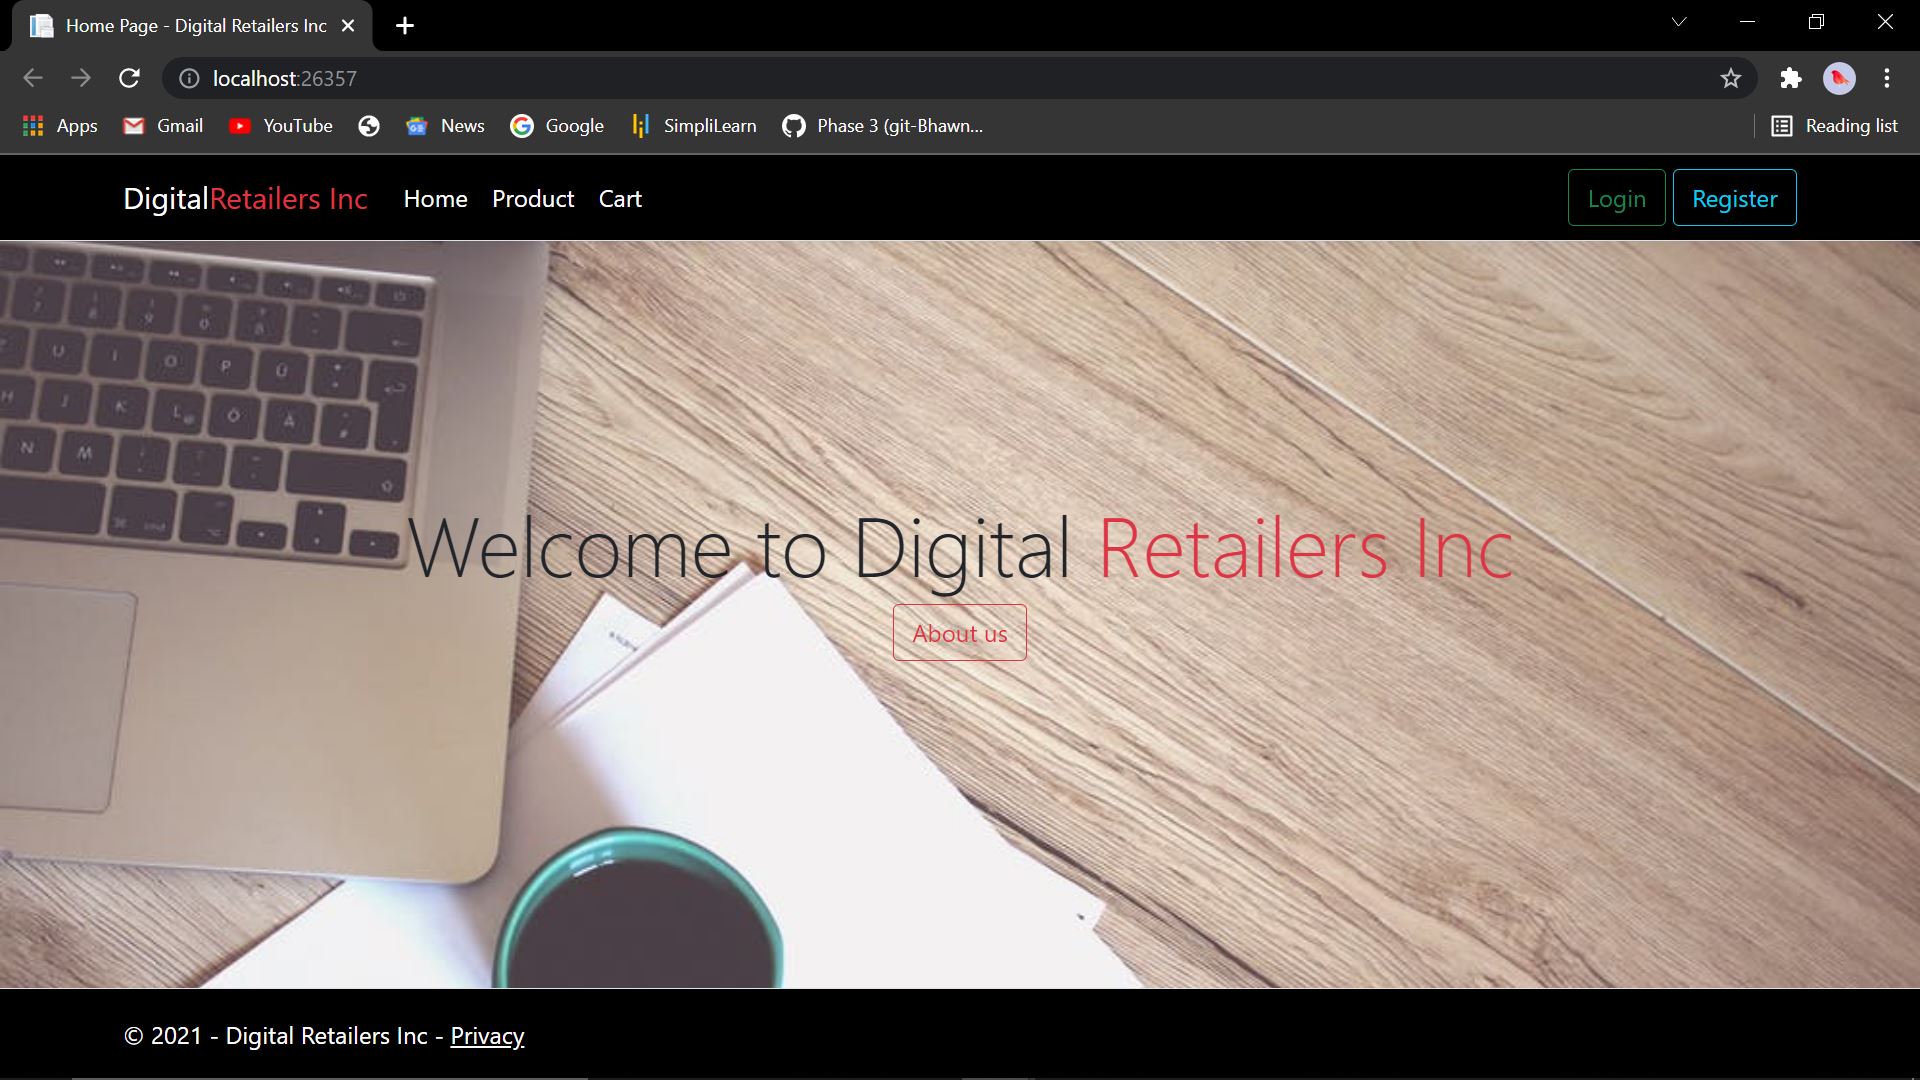 Home Page - Digital Retailers Inc
localhost:26357
Apps Gmail YouTube News Google SimpliLearn Phase 3 (git-Bhawn... Reading list
DigitalRetailers Inc Home Product Cart Login Register
Welcome to Digital Retailers Inc
About us
© 2021 - Digital Retailers Inc - Privacy